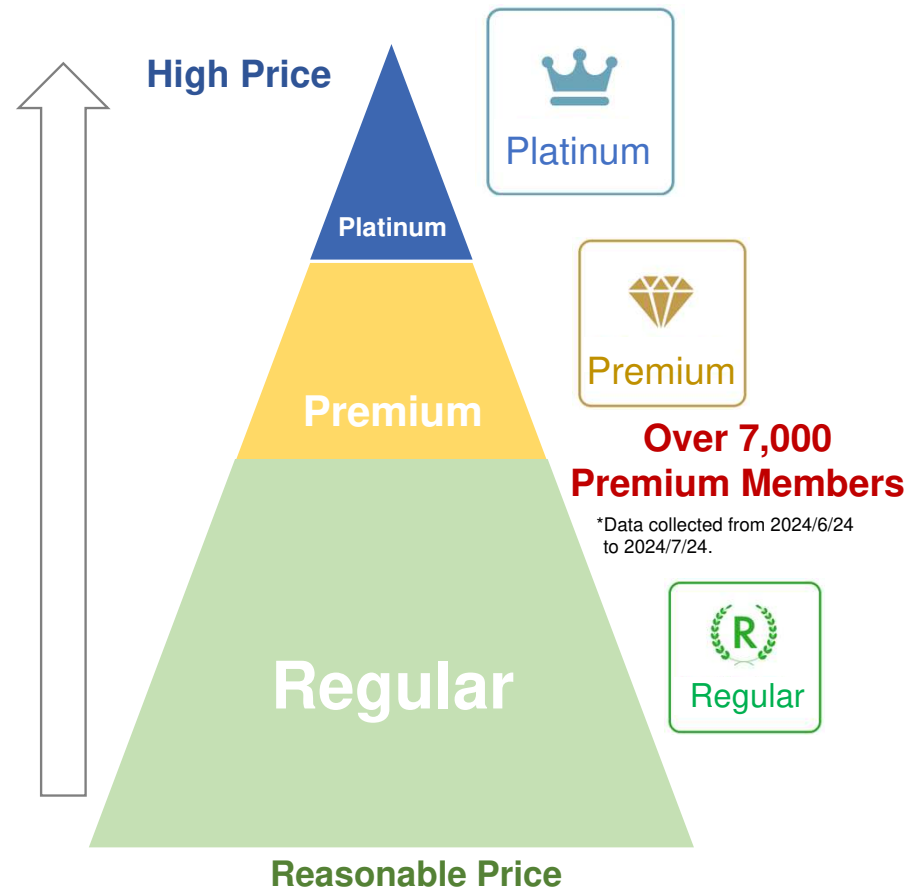 High Price
Platinum
Platinum
Premium
Premium
Over 7,000
Premium Members
*Data collected from 2024/6/24
to 2024/7/24.
R
Regular
Regular
Reasonable Price